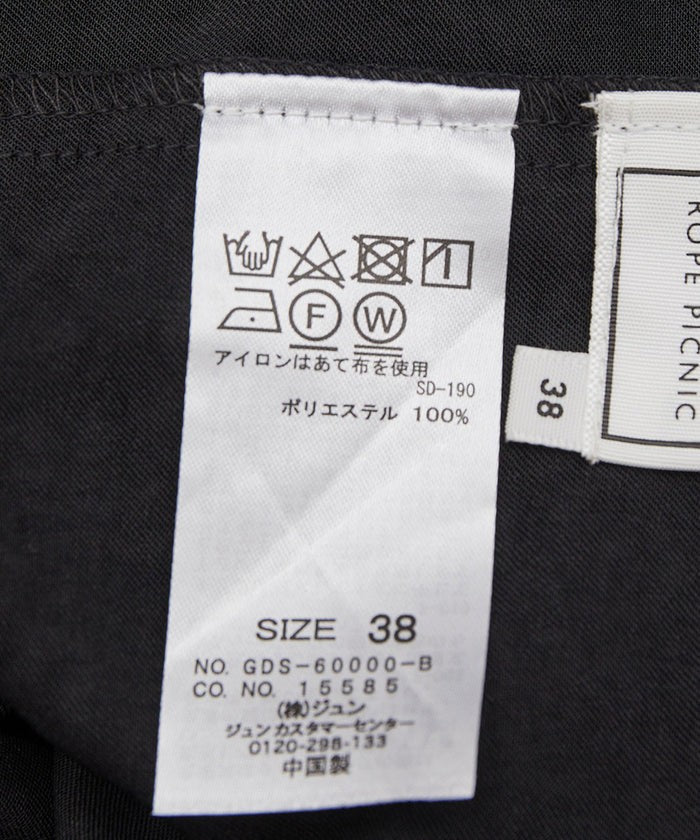 F
W
アイロンはあて布を使用
SD-190
ポリエステル 100%
SIZE 38
NO. GDS-60000-B
CO. NO. 15585
(株)ジュン
ジュン カスタマーセンター
0120-298-133
中国製
38
ROPE PICNIC